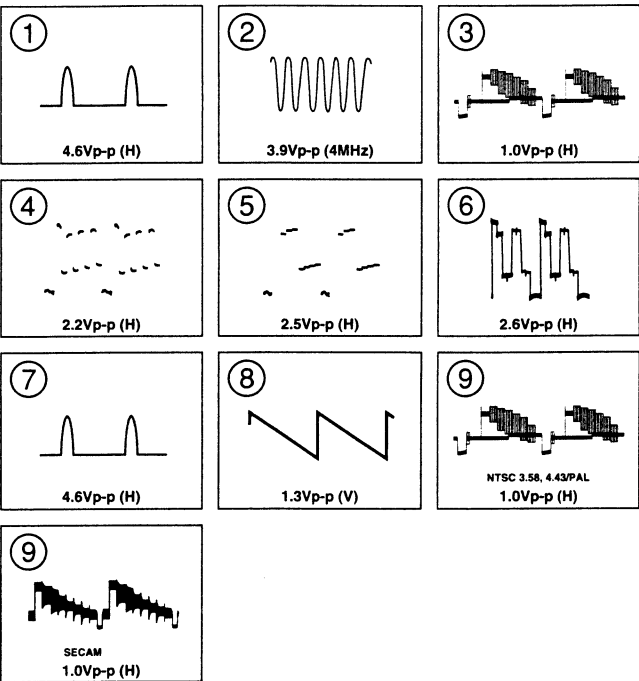 1
4.6Vp-p (H)
2
3.9Vp-p (4MHz)
3
1.0Vp-p (H)
4
2.2Vp-p (H)
5
2.5Vp-p (H)
6
2.6Vp-p (H)
7
4.6Vp-p (H)
8
1.3Vp-p (V)
9
NTSC 3.58, 4.43/PAL
1.0Vp-p (H)
9
SECAM
1.0Vp-p (H)